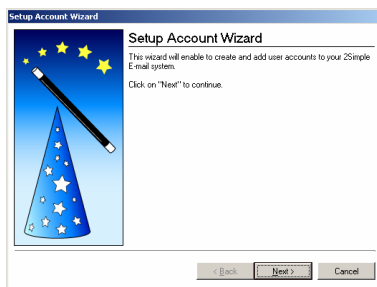 Setup Account Wizard
Setup Account Wizard
This wizard will enable to create and add user accounts to your 2Simple
E-mail system.
Click on "Next" to continue.
< Back Next > Cancel